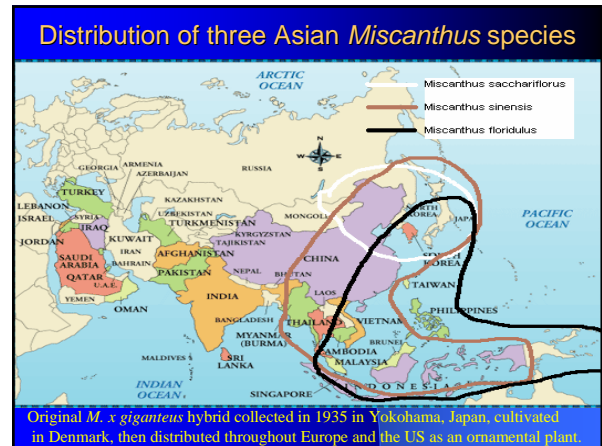 Distribution of three Asian Miscanthus species
ARCTIC
OCEAN
Miscanthus sacchariflorus
Miscanthus sinensis
Miscanthus floridulus
N
RUSSIA
GEORGIA
ARMENIA
AZERBAIJAN
TURKEY
KAZAKHSTAN
LEBANON
SYRIA
UZBEKISTAN
MONGOL
NORTH
KOREA
JAPA
PACIFIC
OCEAN
ISRAEL
IRAQ
TURKMENISTAN
KYRGYZSTAN
TAJIKISTAN
JORDAN
KUWAIT
IRAN
AFGHANISTAN
CHINA
SOUTH
KOREA
SAUDI
ARABIA
BAHRAIN
PAKISTAN
NEPAL
BHUTAN
QATAR
U.A.E.
LAOS
TAIWAN
YEMEN
INDIA
OMAN
BANGLADESH
THAILAND
VIETNAM
PHILIPPINES
MYANMAR
(BURMA)
BRUNEI
MALDIVES
SRI
LANKA
CAMBODIA
MALAYSIA
INDIAN
OCEAN
SINGAPORE
INDONESIA
Original M. x giganteus hybrid collected in 1935 in Yokohama, Japan, cultivated
in Denmark, then distributed throughout Europe and the US as an ornamental plant.